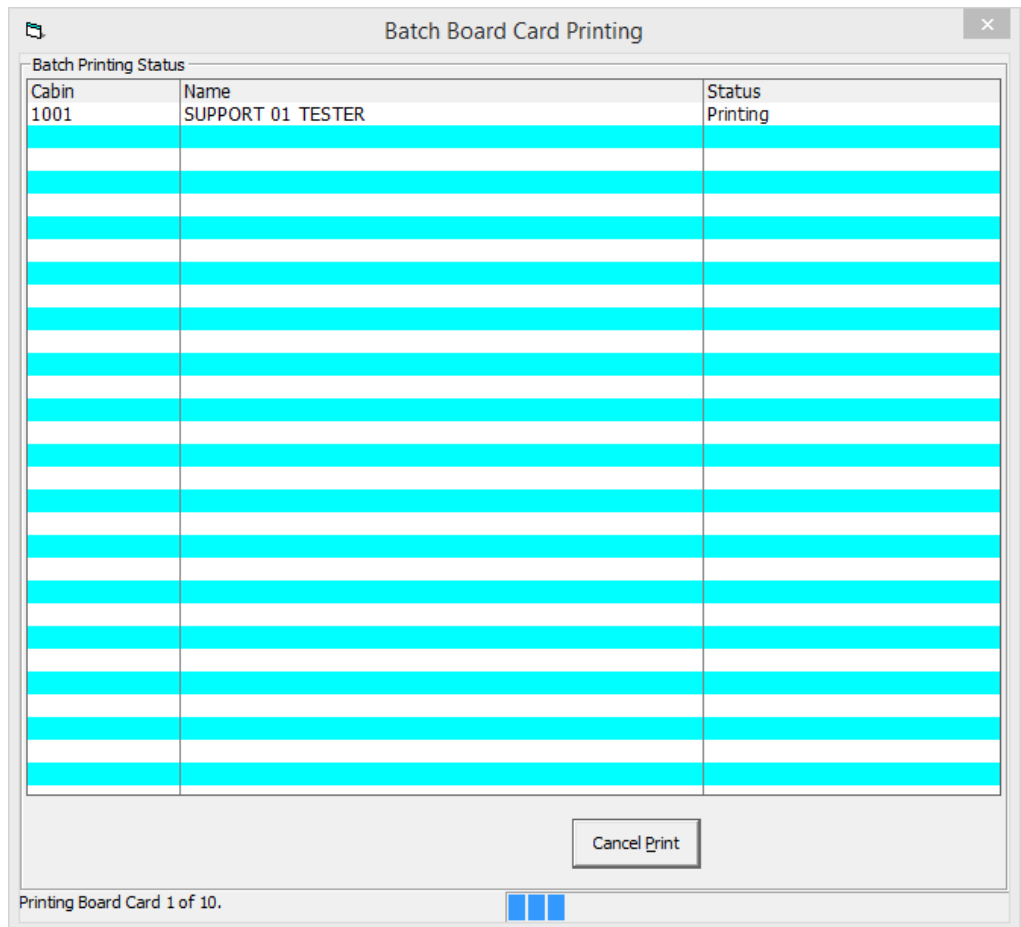 Batch Board Card Printing
Batch Printing Status
Cabin Name Status
1001 SUPPORT 01 TESTER Printing
Cancel Print
Printing Board Card 1 of 10.